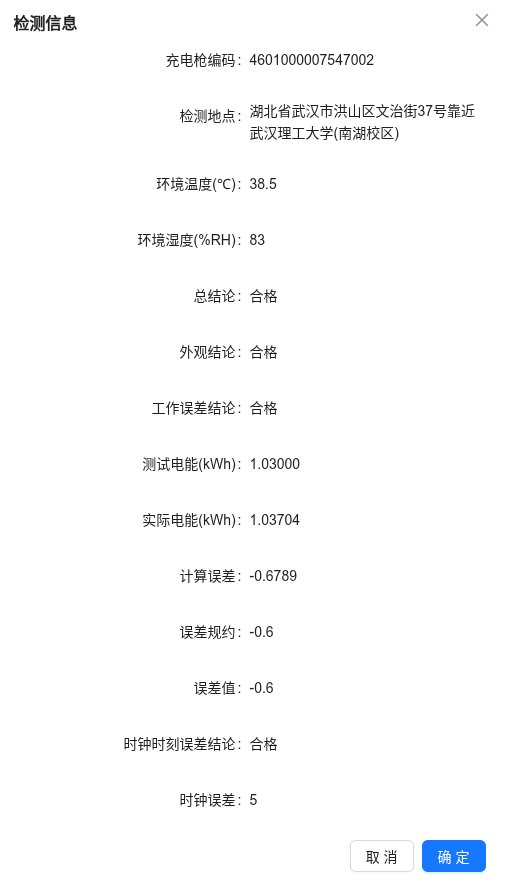 检测信息
充电枪编码: 4601000007547002
检测地点: 湖北省武汉市洪山区文治街37号靠近
武汉理工大学(南湖校区)
环境温度(℃): 38.5
环境湿度(%RH): 83
总结论: 合格
外观结论: 合格
工作误差结论: 合格
测试电能(kWh): 1.03000
实际电能(kWh): 1.03704
计算误差: -0.6789
误差规约: -0.6
误差值: -0.6
时钟时刻误差结论: 合格
时钟误差: 5
取 消 确 定